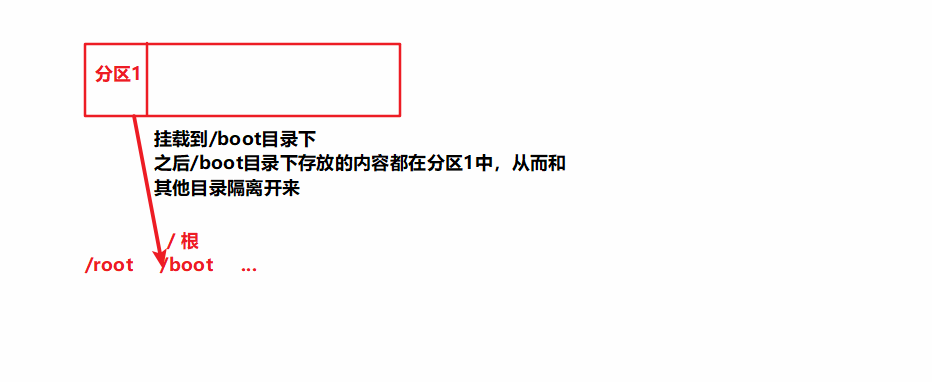 分区1
挂载到/boot目录下
之后/boot目录下存放的内容都在分区1中，从而和
其他目录隔离开来
/ 根
/root /boot ...